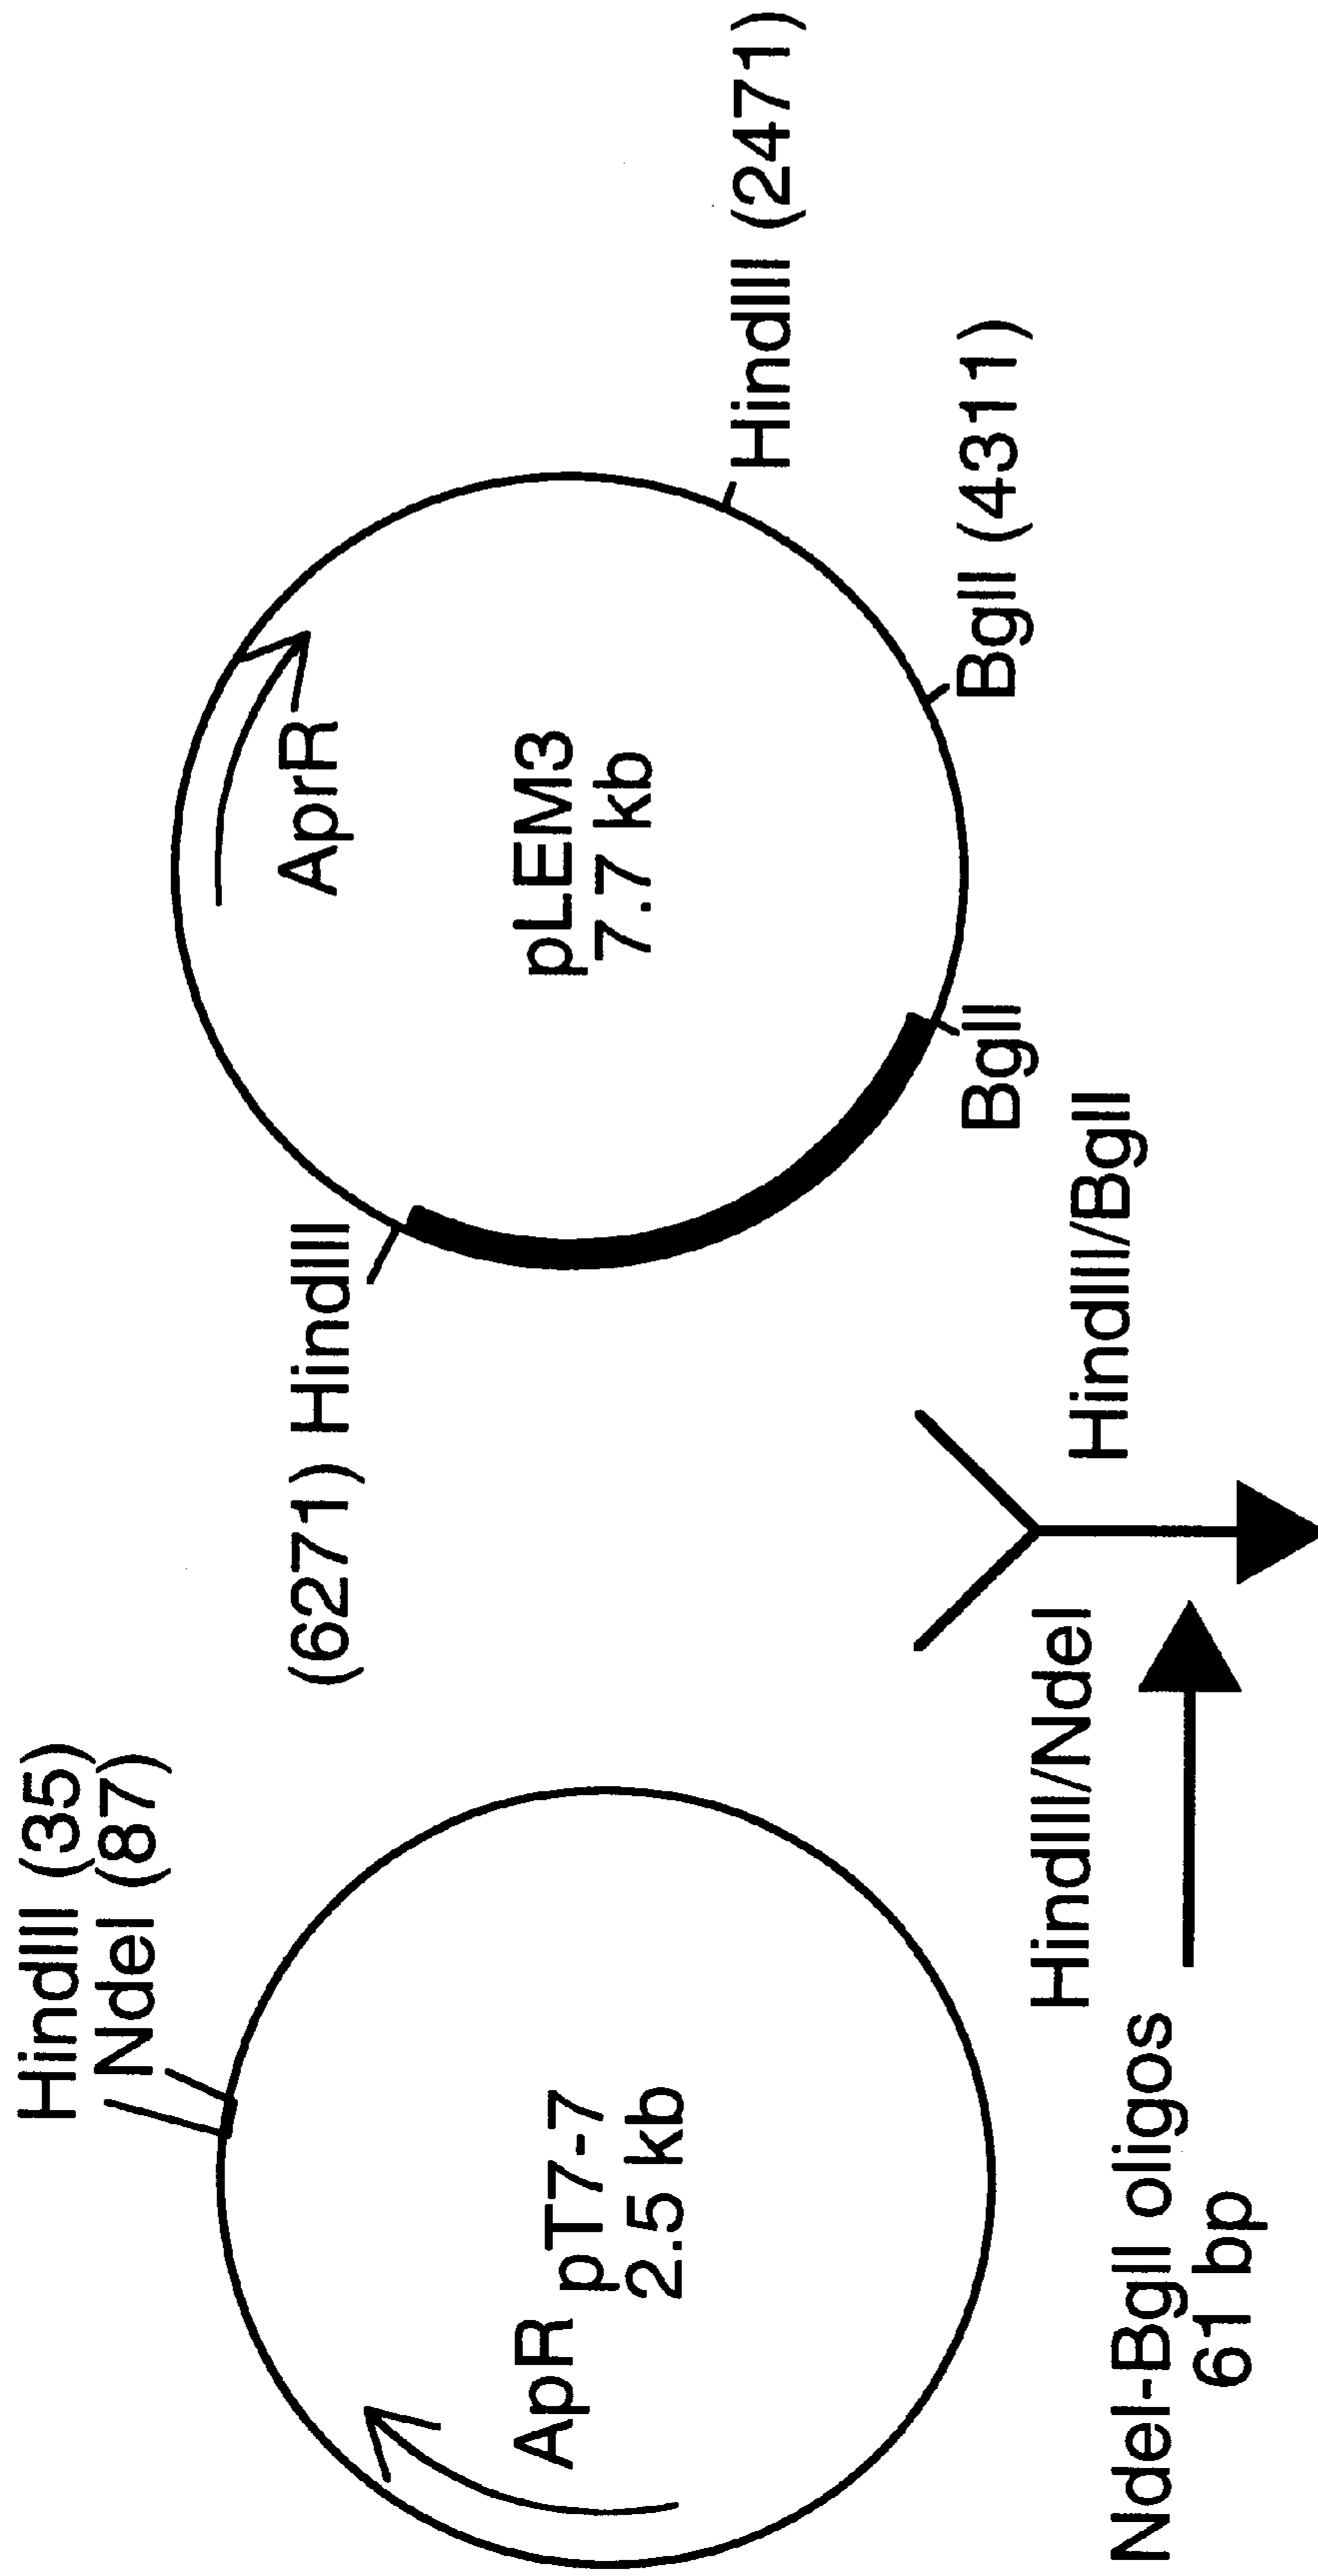 HindIII (35)
NdeI (87)
ApR
pT7-7
2.5 kb
(6271) HindIII
AprR
pLEM3
7.7 kb
HindIII (2471)
BglI (4311)
BglI
HindIII/NdeI
HindIII/BglI
NdeI-BglI oligos
61 bp